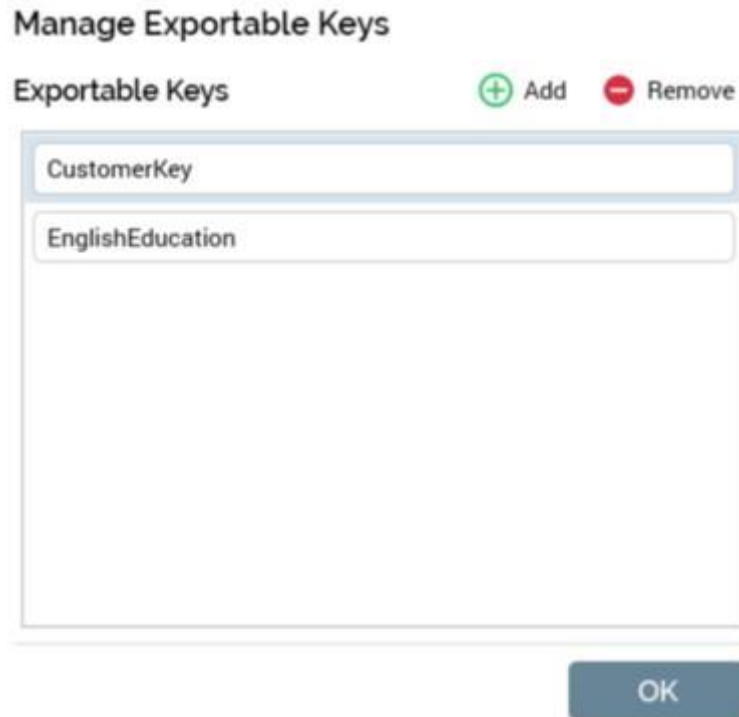 Manage Exportable Keys
Exportable Keys Add Remove
CustomerKey
EnglishEducation
OK